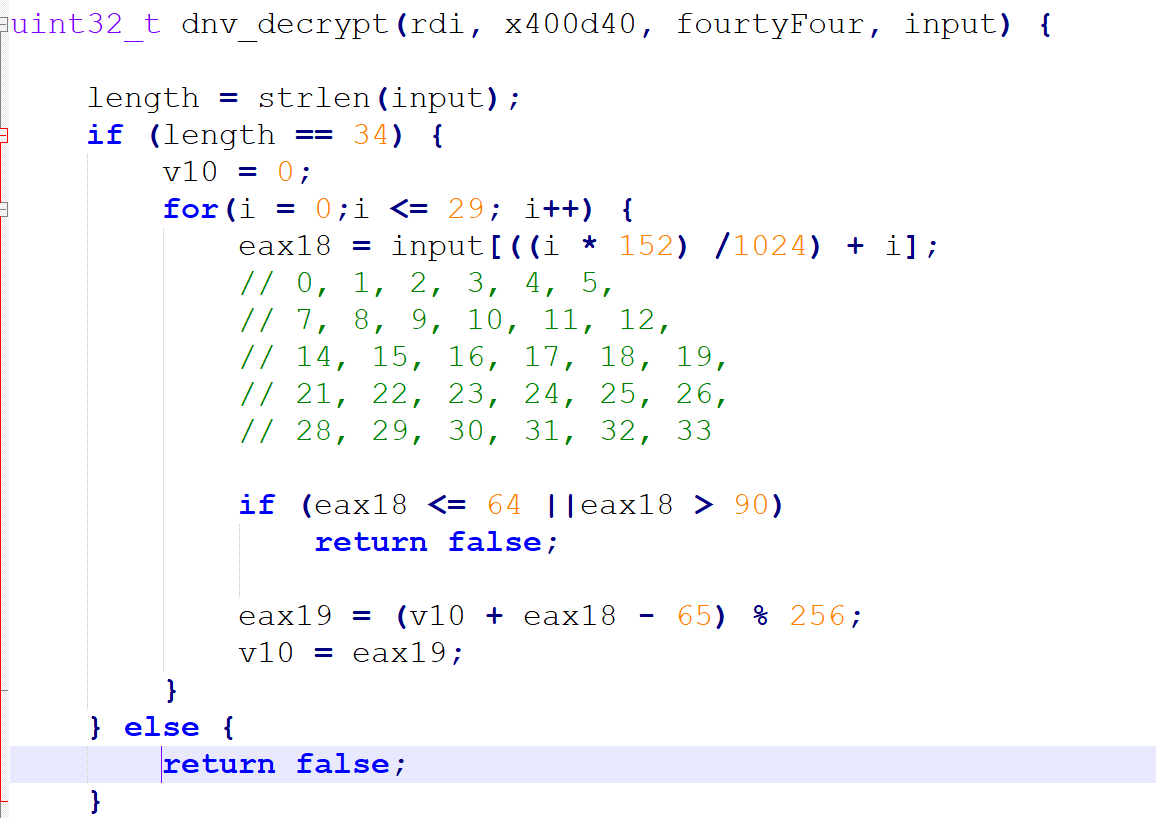 uint32_t dnv_decrypt(rdi, x400d40, fourtyFour, input) {
length = strlen(input);
if (length == 34) {
v10 = 0;
for(i = 0;i <= 29; i++) {
eax18 = input[((i * 152) /1024) + i];
// 0, 1, 2, 3, 4, 5,
// 7, 8, 9, 10, 11, 12,
// 14, 15, 16, 17, 18, 19,
// 21, 22, 23, 24, 25, 26,
// 28, 29, 30, 31, 32, 33
if (eax18 <= 64 ||eax18 > 90)
return false;
eax19 = (v10 + eax18 - 65) % 256;
v10 = eax19;
}
} else {
return false;
}